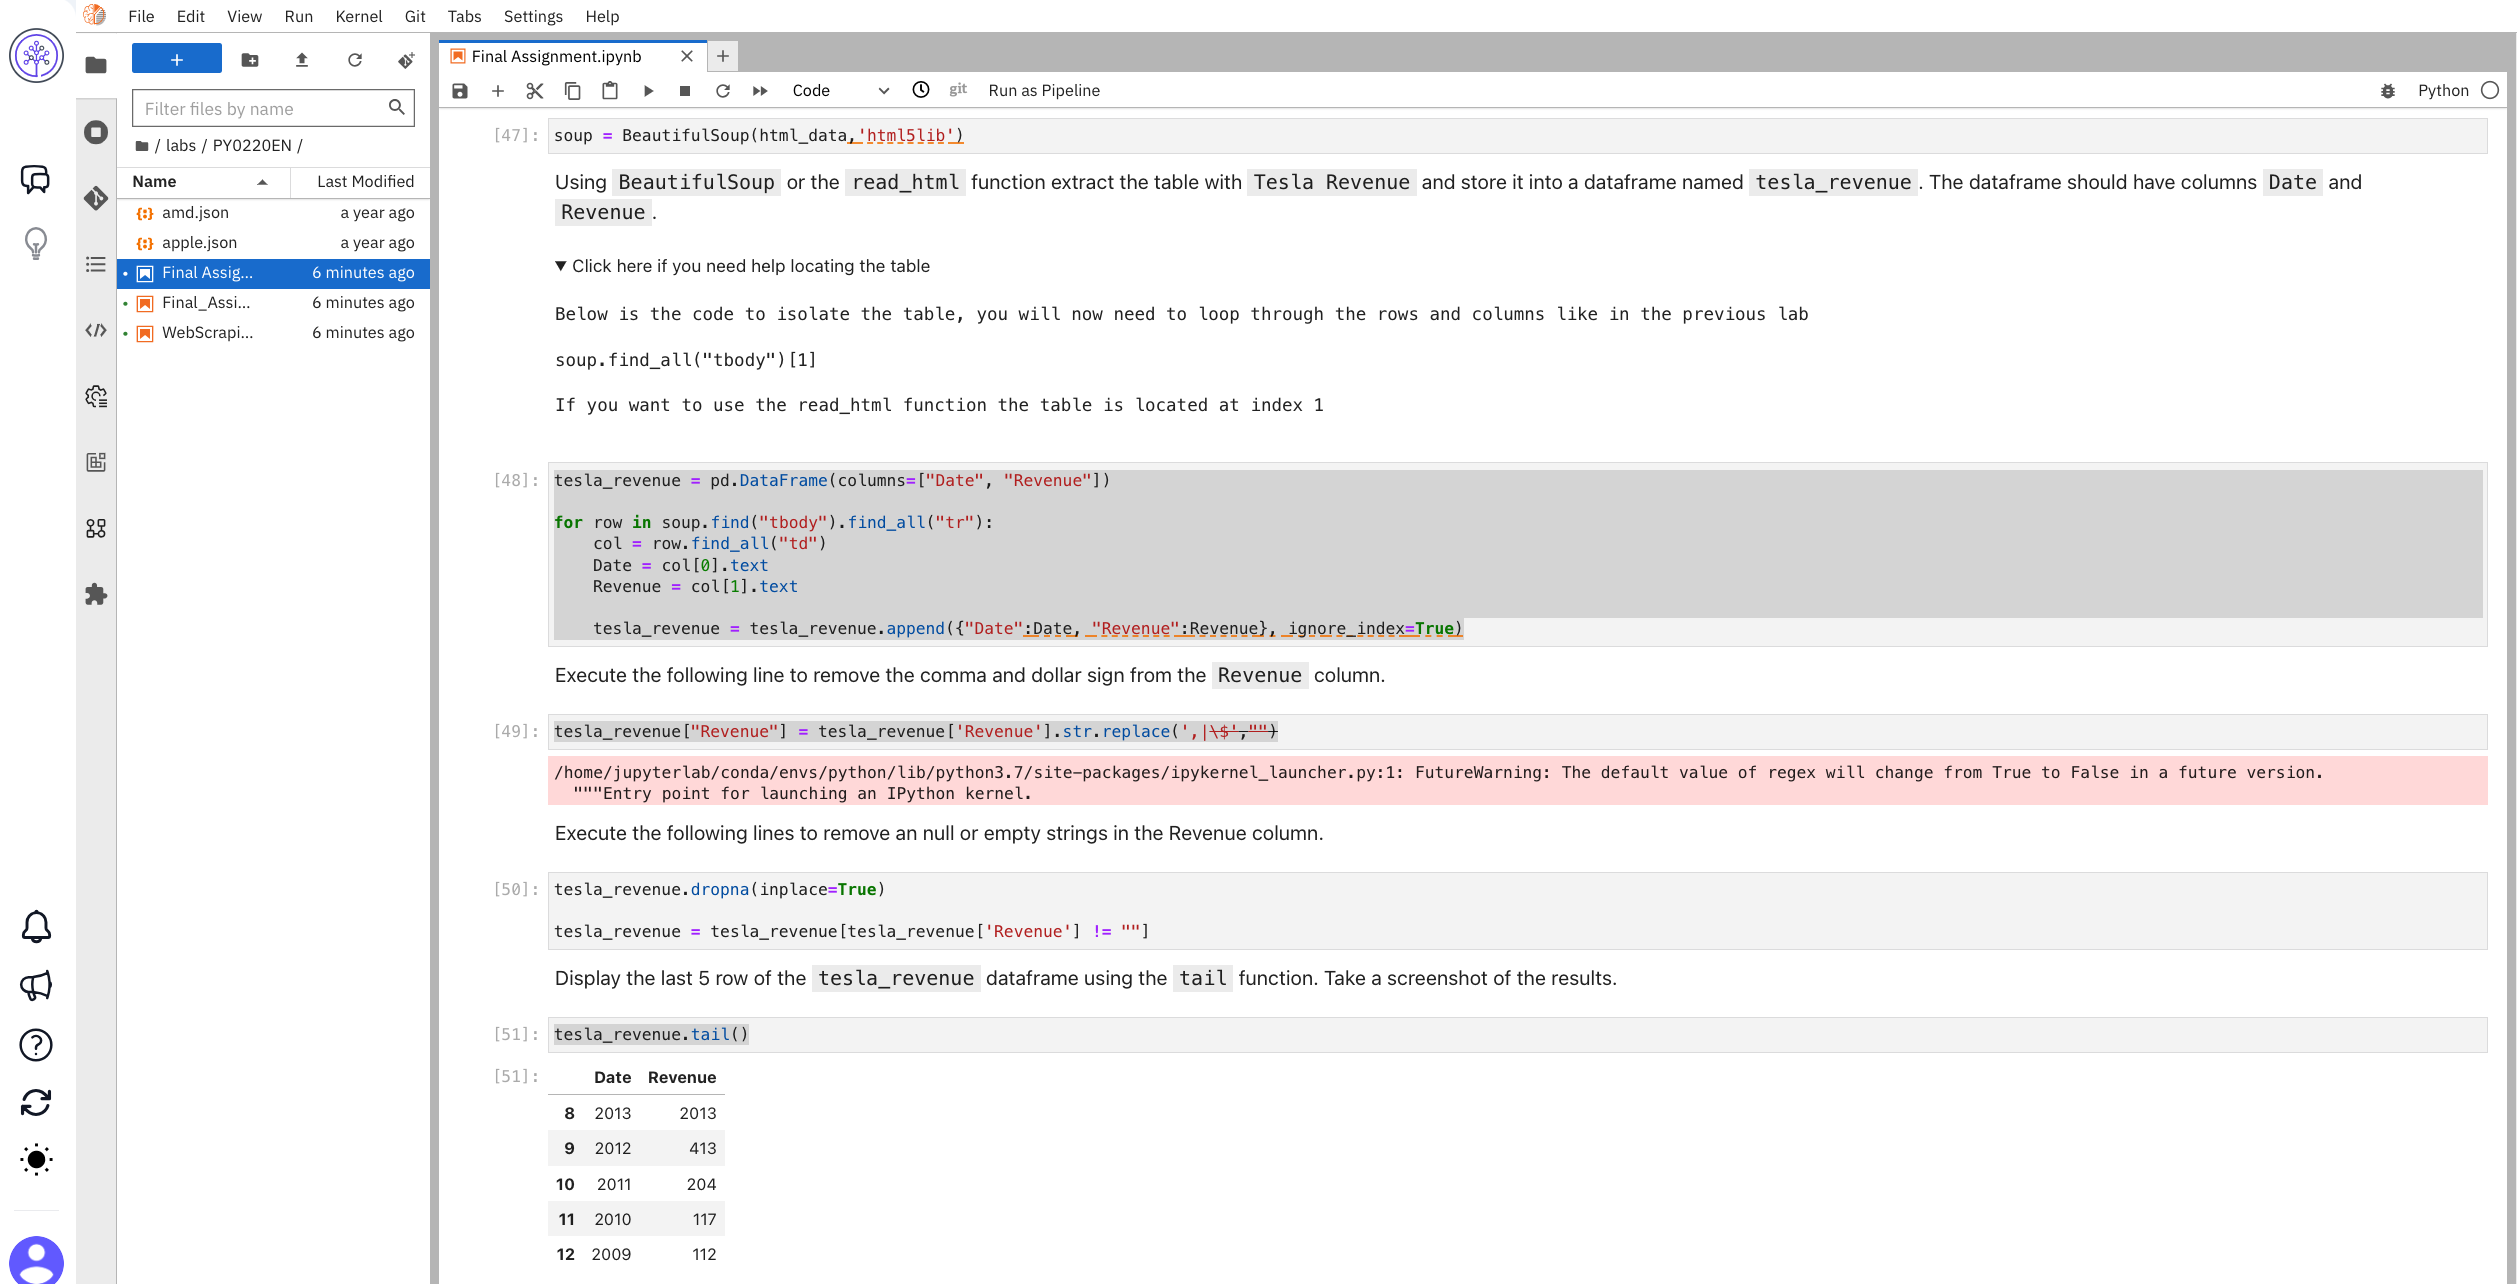 File Edit View Run Kernel Git Tabs Settings Help
+
Filter files by name
/ labs / PY0220EN /
Name Last Modified
amd.json a year ago
apple.json a year ago
Final Assig... 6 minutes ago
Final_Assi... 6 minutes ago
WebScrapi... 6 minutes ago
Final Assignment.ipynb
Code git Run as Pipeline Python
[47]: soup = BeautifulSoup(html_data,'html5lib')
Using BeautifulSoup or the read_html function extract the table with Tesla Revenue and store it into a dataframe named tesla_revenue. The dataframe should have columns Date and
Revenue.
▼ Click here if you need help locating the table
Below is the code to isolate the table, you will now need to loop through the rows and columns like in the previous lab
soup.find_all("tbody")[1]
If you want to use the read_html function the table is located at index 1
[48]: tesla_revenue = pd.DataFrame(columns=["Date", "Revenue"])
for row in soup.find("tbody").find_all("tr"):
col = row.find_all("td")
Date = col[0].text
Revenue = col[1].text
tesla_revenue = tesla_revenue.append({"Date":Date, "Revenue":Revenue}, ignore_index=True)
Execute the following line to remove the comma and dollar sign from the Revenue column.
[49]: tesla_revenue["Revenue"] = tesla_revenue['Revenue'].str.replace(',|\$',"")
/home/jupyterlab/conda/envs/python/lib/python3.7/site-packages/ipykernel_launcher.py:1: FutureWarning: The default value of regex will change from True to False in a future version.
"""Entry point for launching an IPython kernel.
Execute the following lines to remove an null or empty strings in the Revenue column.
[50]: tesla_revenue.dropna(inplace=True)
tesla_revenue = tesla_revenue[tesla_revenue['Revenue'] != ""]
Display the last 5 row of the tesla_revenue dataframe using the tail function. Take a screenshot of the results.
[51]: tesla_revenue.tail()
[51]: Date Revenue
8 2013 2013
9 2012 413
10 2011 204
11 2010 117
12 2009 112